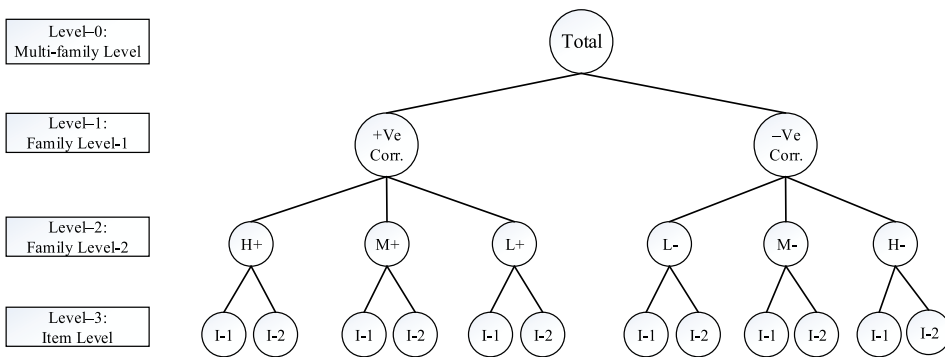 Level–0:
Multi-family Level
Total
Level–1:
Family Level-1
+Ve
Corr.
–Ve
Corr.
Level–2:
Family Level-2
H+
M+
L+
L-
M-
H-
Level–3:
Item Level
I-1
I-2
I-1
I-2
I-1
I-2
I-1
I-2
I-1
I-2
I-1
I-2